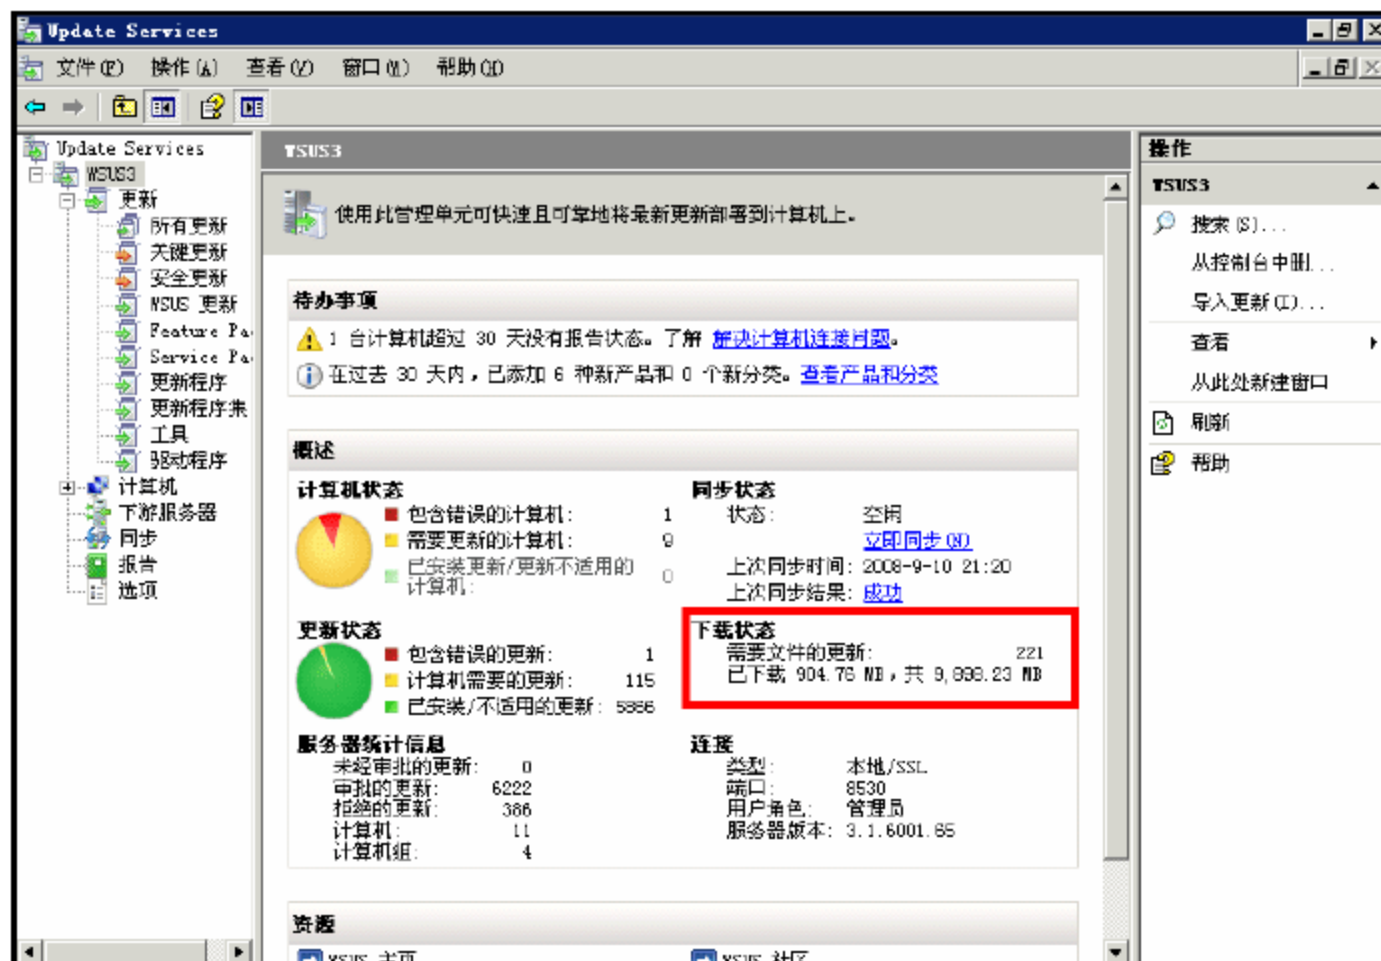 Update Services
文件(F) 操作(A) 查看(V) 窗口(W) 帮助(H)
Update Services
WSUS3
更新
所有更新
关键更新
安全更新
WSUS 更新
Feature Pa
Service Pa
更新程序
更新程序集
工具
驱动程序
计算机
下游服务器
同步
报告
选项
WSUS3
使用此管理单元可快速且可靠地将最新更新部署到计算机上。
待办事项
1 台计算机超过 30 天没有报告状态。了解 解决计算机连接问题。
在过去 30 天内，已添加 6 种新产品和 0 个新分类。查看产品和分类
概述
计算机状态
包含错误的计算机: 1
需要更新的计算机: 9
已安装更新/更新不适用的
计算机: 0
同步状态
状态: 空闲
立即同步(N)
上次同步时间: 2008-9-10 21:20
上次同步结果: 成功
更新状态
包含错误的更新: 1
计算机需要的更新: 115
已安装/不适用的更新: 5866
下载状态
需要文件的更新: 221
已下载 904.76 MB，共 9,898.23 MB
服务器统计信息
未经审批的更新: 0
审批的更新: 6222
拒绝的更新: 386
计算机: 11
计算机组: 4
连接
类型: 本地/SSL
端口: 8530
用户角色: 管理员
服务器版本: 3.1.6001.65
资源
WSUS 主页
WSUS 社区
操作
WSUS3
搜索(S)...
从控制台中删...
导入更新(I)...
查看
从此处新建窗口
刷新
帮助